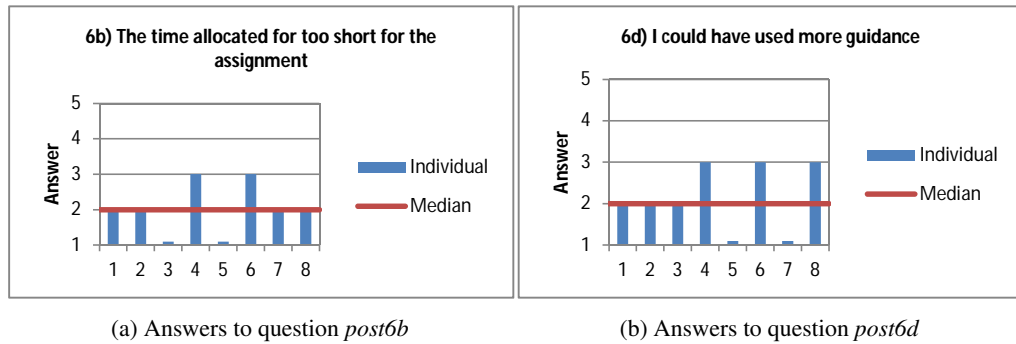 6b) The time allocated for too short for the
assignment
5
4
3
2
1
Answer
1 2 3 4 5 6 7 8
Individual
Median
(a) Answers to question post6b
6d) I could have used more guidance
5
4
3
2
1
Answer
1 2 3 4 5 6 7 8
Individual
Median
(b) Answers to question post6d